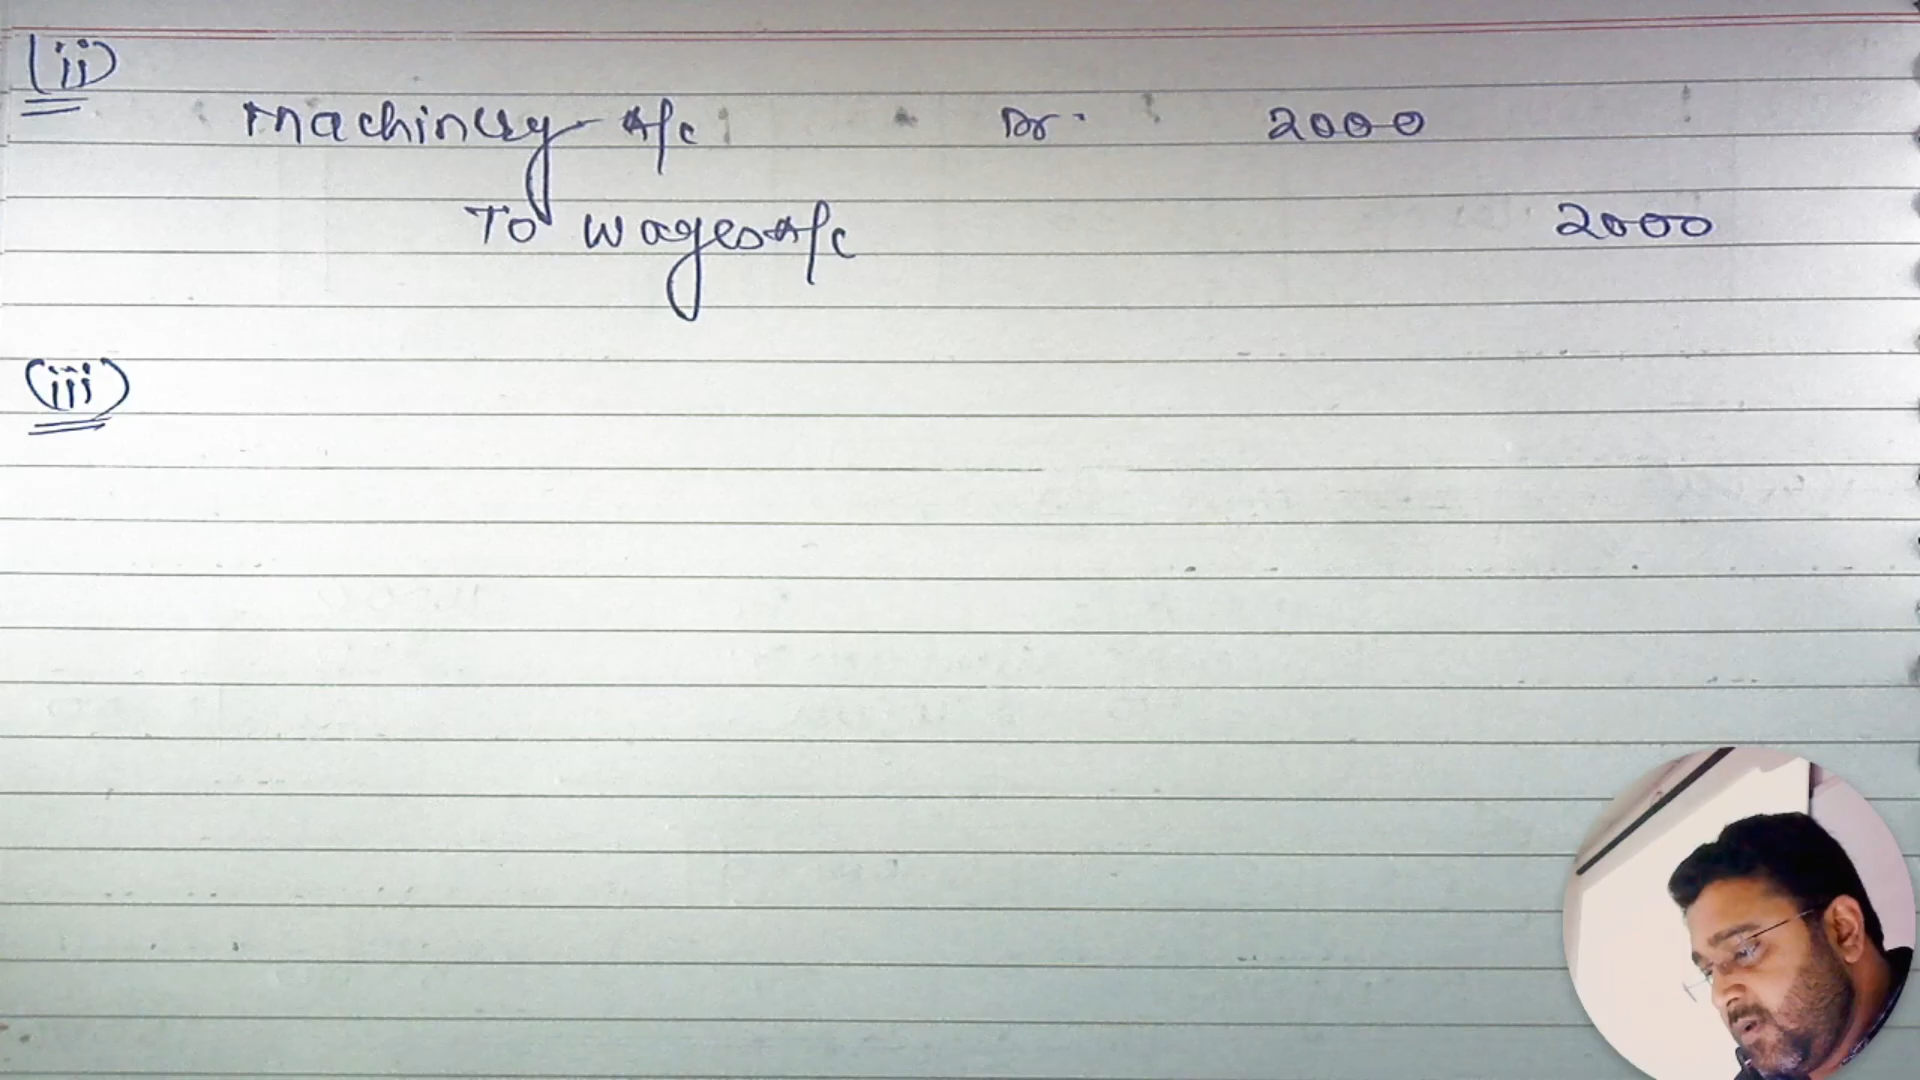 (ii)
Machinery A/c Dr. 2000
To Wages A/c 2000
(iii)